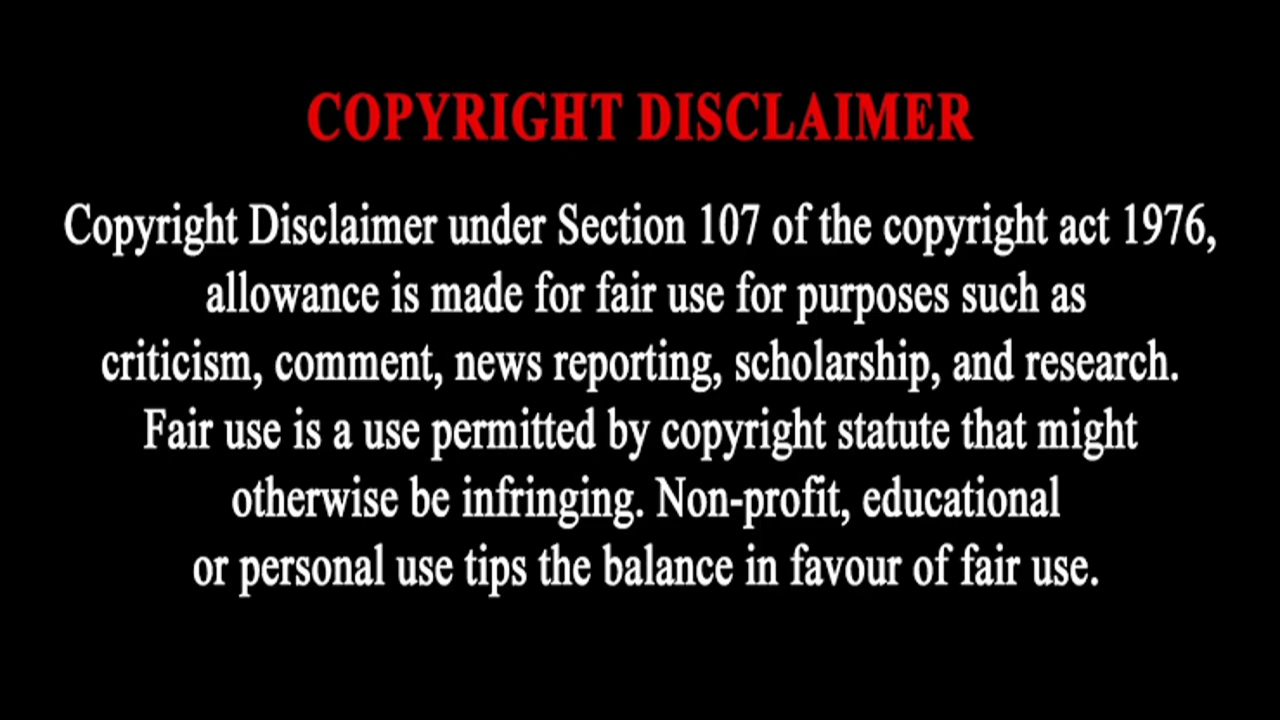 COPYRIGHT DISCLAIMER
Copyright Disclaimer under Section 107 of the copyright act 1976,
allowance is made for fair use for purposes such as
criticism, comment, news reporting, scholarship, and research.
Fair use is a use permitted by copyright statute that might
otherwise be infringing. Non-profit, educational
or personal use tips the balance in favour of fair use.